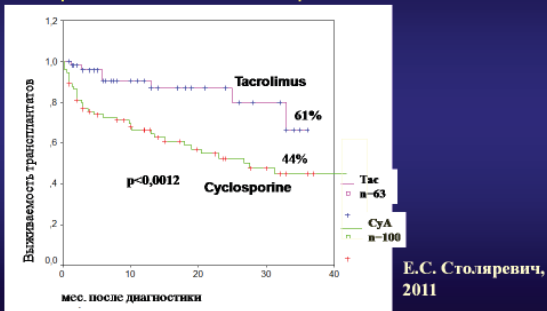 1,2
1,0
,8
,6
,4
,2
0
0
10
20
30
40
Выживаемость трансплантатов
Tacrolimus
61%
44%
p<0,0012
Cyclosporine
Tac
n=63
CyA
n=100
мес. после диагностики
Е.С. Столяревич,
2011